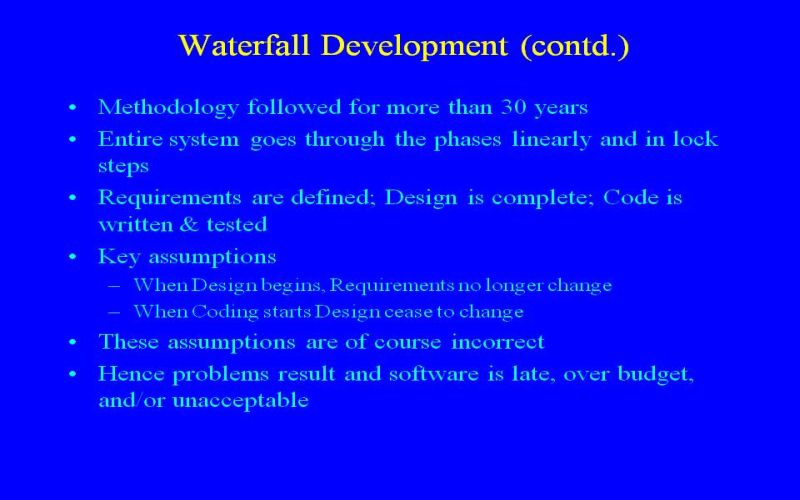 Waterfall Development (contd.)
• Methodology followed for more than 30 years
• Entire system goes through the phases linearly and in lock
steps
• Requirements are defined; Design is complete; Code is
written & tested
• Key assumptions
– When Design begins, Requirements no longer change
– When Coding starts Design cease to change
• These assumptions are of course incorrect
• Hence problems result and software is late, over budget,
and/or unacceptable